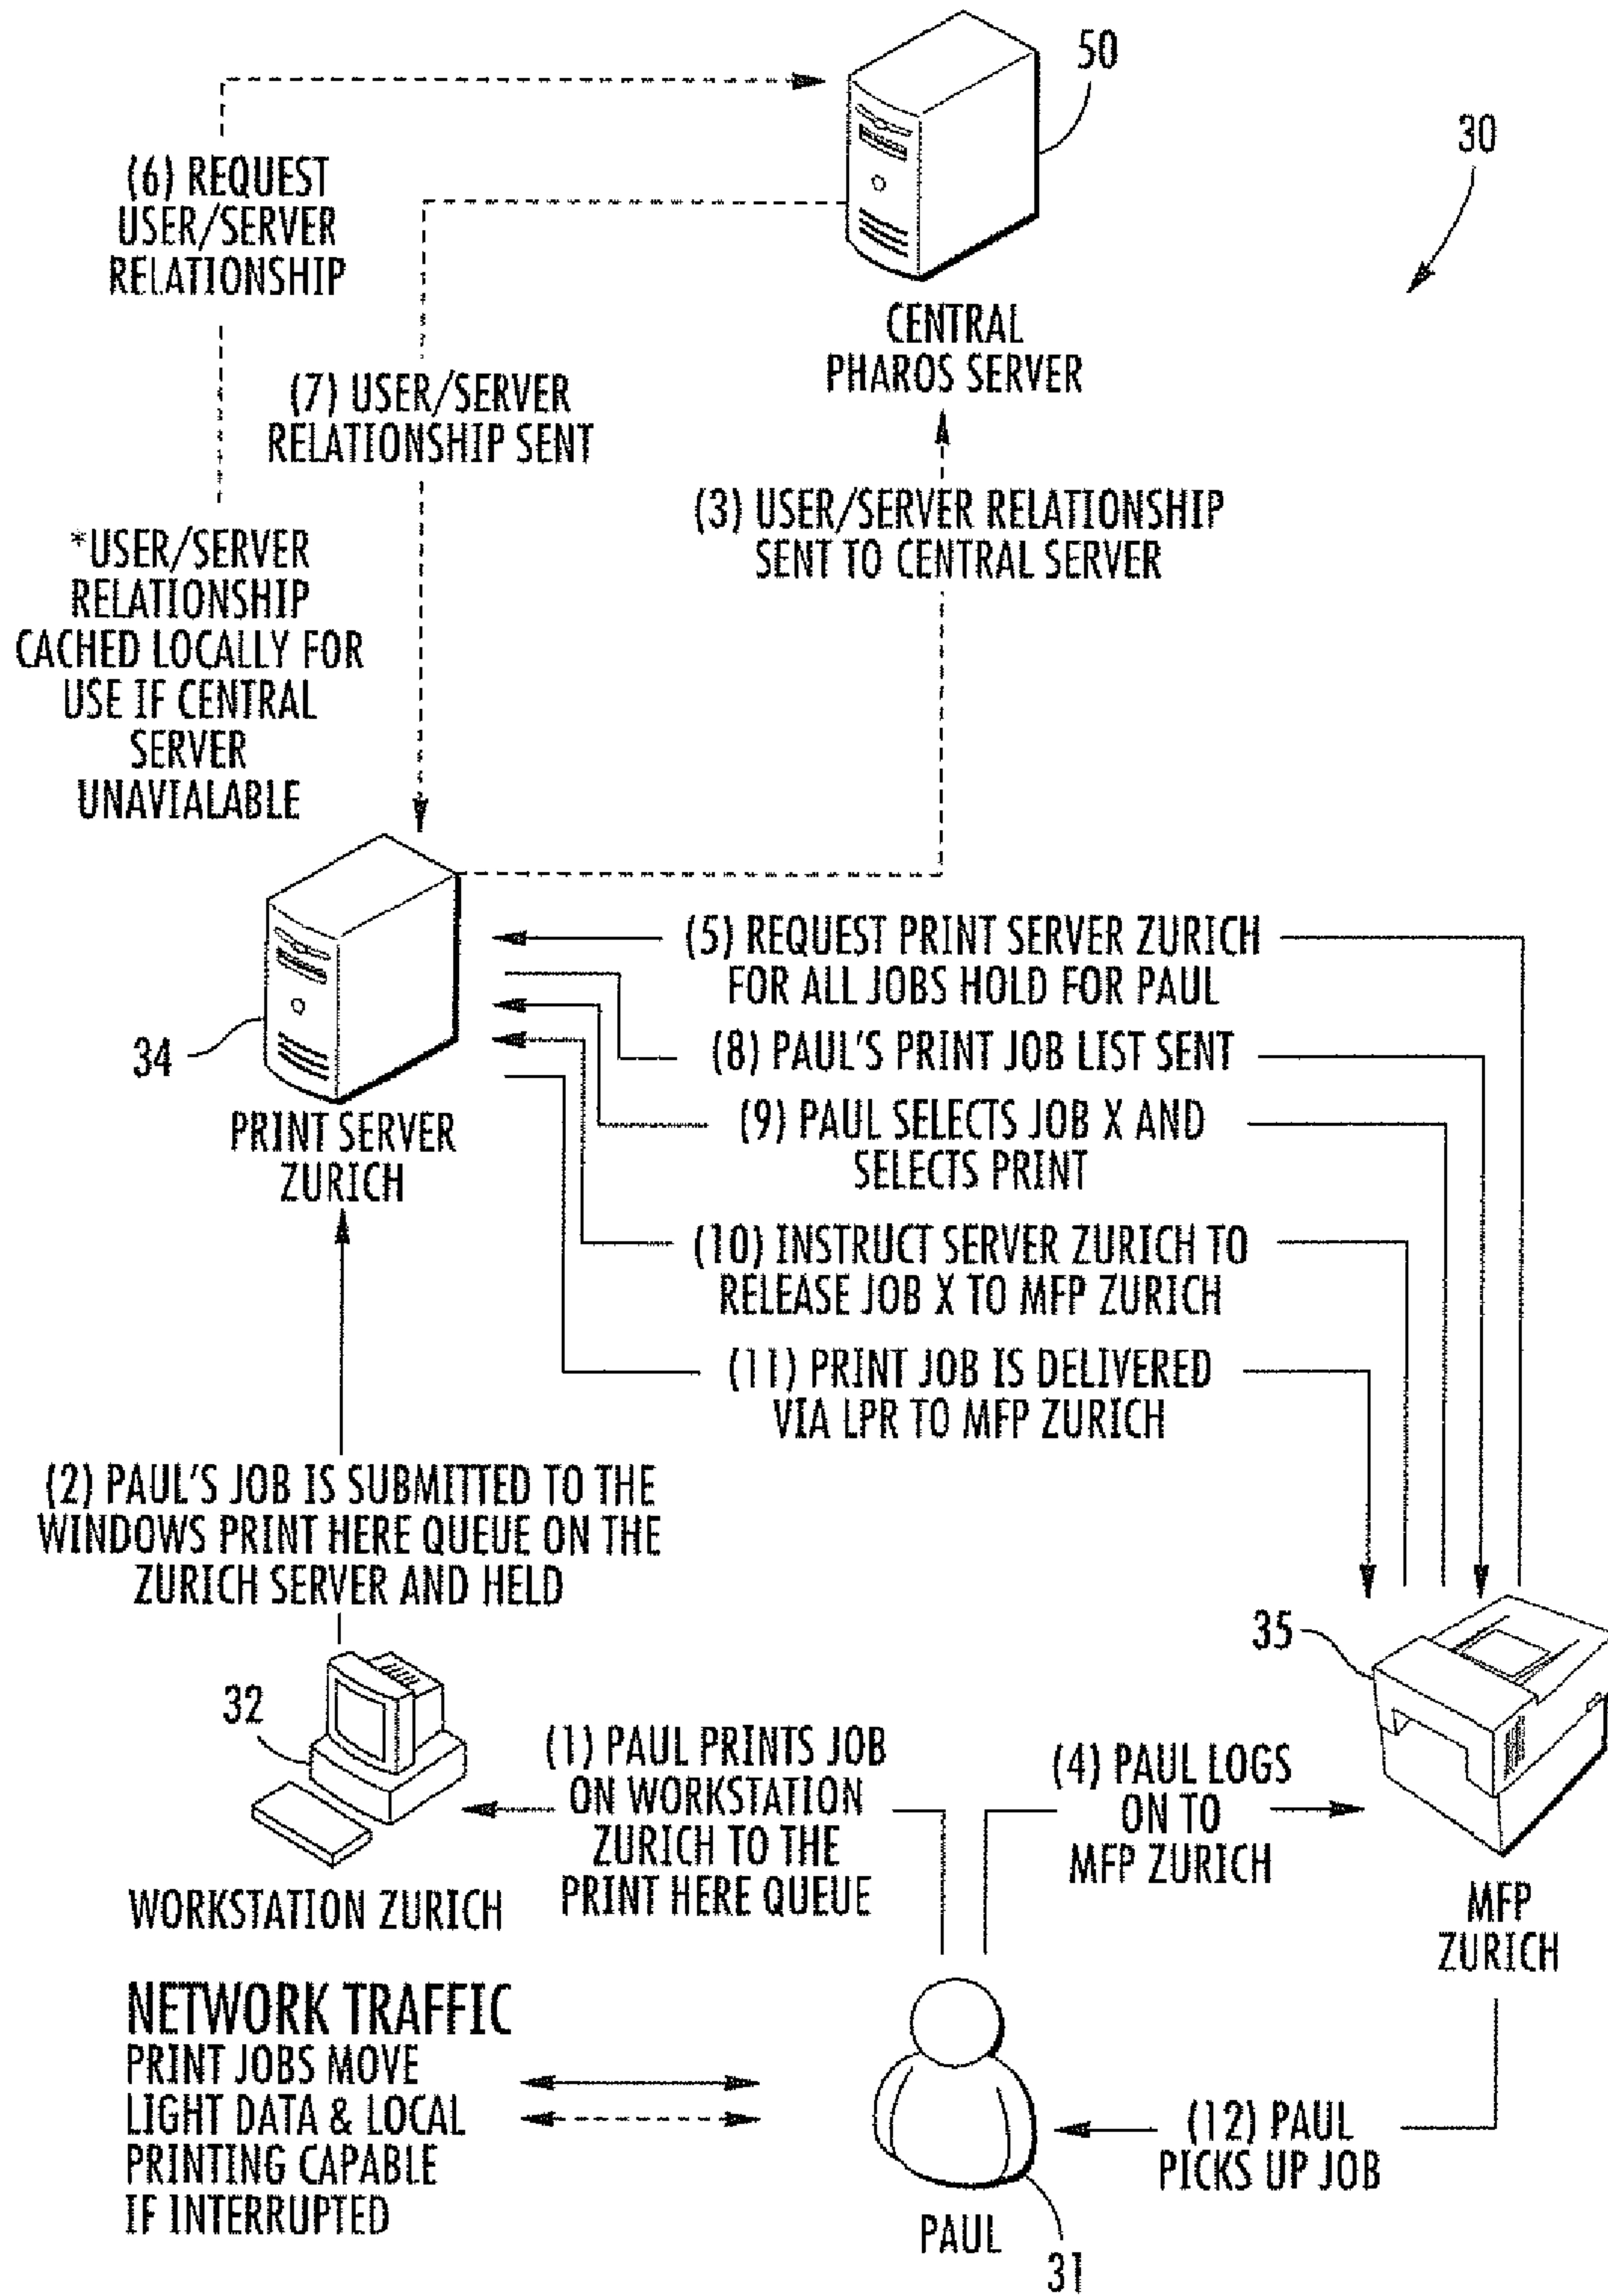 50
30
(6) REQUEST
USER/SERVER
RELATIONSHIP
CENTRAL
PHAROS SERVER
(7) USER/SERVER
RELATIONSHIP SENT
(3) USER/SERVER RELATIONSHIP
SENT TO CENTRAL SERVER
*USER/SERVER
RELATIONSHIP
CACHED LOCALLY FOR
USE IF CENTRAL
SERVER
UNAVIALABLE
(5) REQUEST PRINT SERVER ZURICH
FOR ALL JOBS HOLD FOR PAUL
34
(8) PAUL'S PRINT JOB LIST SENT
PRINT SERVER
ZURICH
(9) PAUL SELECTS JOB X AND
SELECTS PRINT
(10) INSTRUCT SERVER ZURICH TO
RELEASE JOB X TO MFP ZURICH
(11) PRINT JOB IS DELIVERED
VIA LPR TO MFP ZURICH
(2) PAUL'S JOB IS SUBMITTED TO THE
WINDOWS PRINT HERE QUEUE ON THE
ZURICH SERVER AND HELD
35
32
(1) PAUL PRINTS JOB
ON WORKSTATION
ZURICH TO THE
PRINT HERE QUEUE
(4) PAUL LOGS
ON TO
MFP ZURICH
WORKSTATION ZURICH
MFP
ZURICH
NETWORK TRAFFIC
PRINT JOBS MOVE
LIGHT DATA & LOCAL
PRINTING CAPABLE
IF INTERRUPTED
(12) PAUL
PICKS UP JOB
PAUL
31